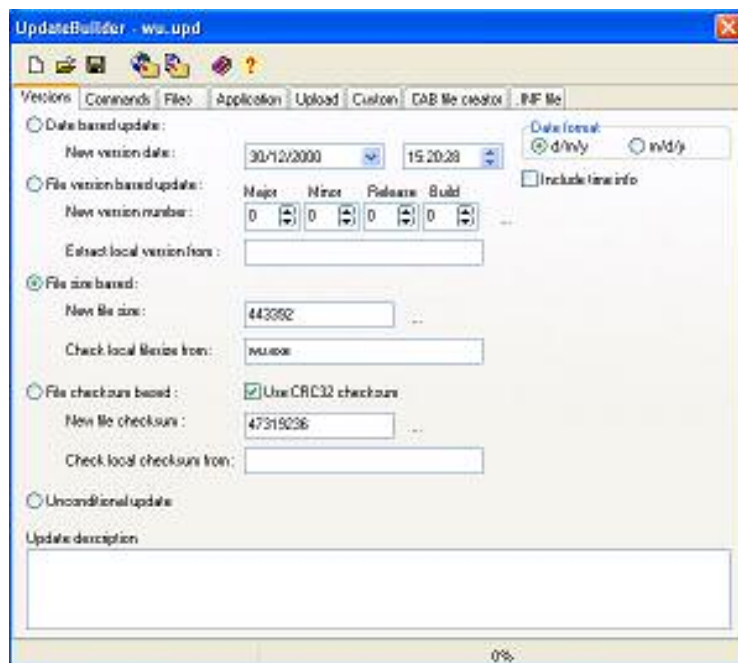 UpdateBuilder - wu.upd
?
Versions Commands Files Application Upload Custom CAB file creator .INF file
Date based update :
Date format
New version date :
30/12/2000
15:20:28
d/m/y
m/d/y
File version based update :
Major Minor Release Build
Include time info
New version number :
0 0 0 0 ...
Extract local version from :
File size based:
New file size :
443392
...
Check local filesize from:
wu.exe
File checksum based :
Use CRC32 checksum
New file checksum :
47319236
...
Check local checksum from:
Unconditional update
Update description
0%